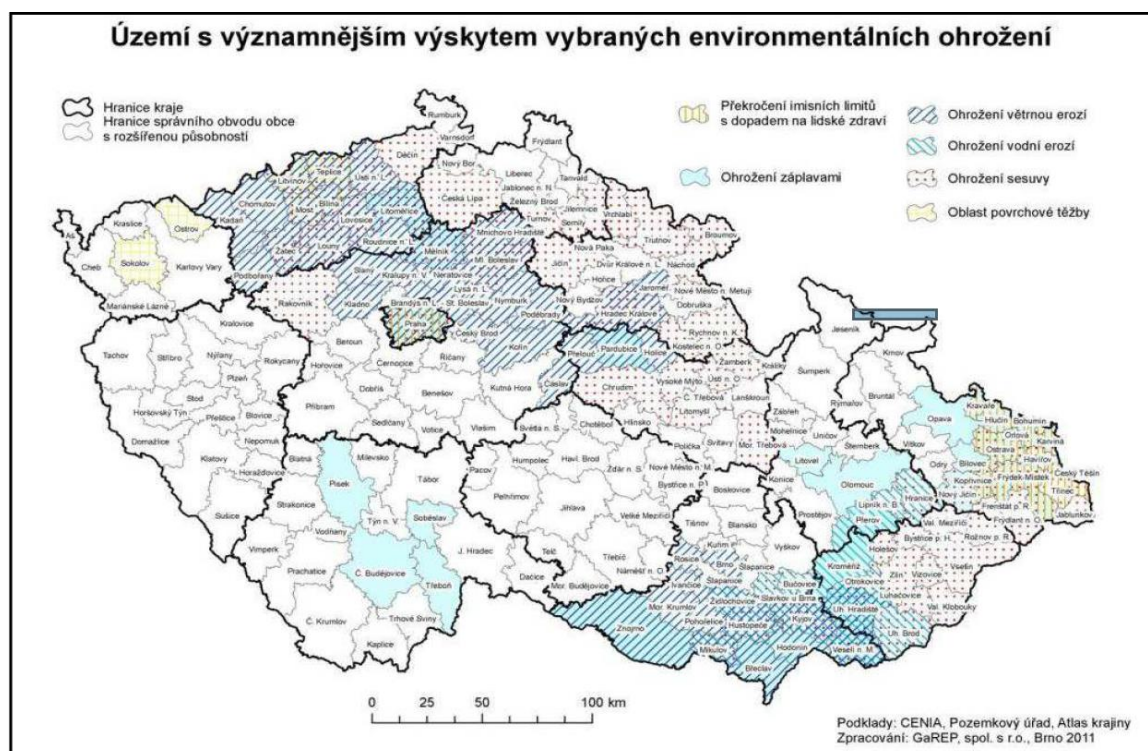 Území s významnějším výskytem vybraných environmentálních ohrožení
Hranice kraje
Hranice správního obvodu obce
s rozšířenou působností
Překročení imisních limitů
s dopadem na lidské zdraví
Ohrožení záplavami
Ohrožení větrnou erozí
Ohrožení vodní erozí
Ohrožení sesuvy
Oblast povrchové těžby
Rumburk
Varnsdorf
Děčín
Frýdlant
Nový Bor
Liberec
Tanvald
Jablonec n. N.
Česká Lípa
Železný Brod
Jilemnice
Turnov
Semily
Vrchlabí
Teplice
Ústí n. L.
Litvínov
Bílina
Most
Chomutov
Litoměřice
Lovosice
Kadaň
Louny
Roudnice n. L.
Žatec
Podbořany
Kraslice
Ostrov
Aš
Sokolov
Cheb
Karlovy Vary
Mariánské Lázně
Mnichovo Hradiště
Mělník
Ml. Boleslav
Slaný
Kralupy n. V.
Neratovice
Lysá n. L.
Rakovník
Kladno
Brandýs n. L.
St. Boleslav
Nymburk
Poděbrady
Praha
Český Brod
Kolín
Beroun
Říčany
Černošice
Hořovice
Dobříš
Benešov
Kutná Hora
Čáslav
Příbram
Sedlčany
Votice
Vlašim
Trutnov
Broumov
Nová Paka
Jičín
Dvůr Králové n. L.
Náchod
Hořice
Jaroměř
Nové Město n. Metují
Nový Bydžov
Hradec Králové
Dobruška
Rychnov n. K.
Kostelec n. O.
Přelouč
Pardubice
Holice
Žamberk
Králíky
Vysoké Mýto
Ústí n. O.
Chrudim
Č. Třebová
Lanškroun
Litomyšl
Hlinsko
Polička
Svitavy
Mor. Třebová
Kralovice
Tachov
Stříbro
Nýřany
Rokycany
Plzeň
Stod
Horšovský Týn
Přeštice
Blovice
Domažlice
Nepomuk
Klatovy
Horažďovice
Sušice
Blatná
Milevsko
Písek
Tábor
Strakonice
Soběslav
Týn n. V.
Vodňany
Vimperk
Prachatice
Č. Budějovice
J. Hradec
Třeboň
Dačice
Č. Krumlov
Trhové Sviny
Kaplice
Světlá n. S.
Chotěboř
Humpolec
Havl. Brod
Pacov
Žďár n. S.
Nové Město n. M.
Pelhřimov
Bystřice n. P.
Jihlava
Velké Meziříčí
Telč
Třebíč
Náměšť n. O.
Mor. Budějovice
Boskovice
Tišnov
Blansko
Kuřim
Vyškov
Rosice
Brno
Šlapanice
Ivančice
Šlapanice
Bučovice
Slavkov u Brna
Židlochovice
Mor. Krumlov
Pohořelice
Hustopeče
Kyjov
Znojmo
Mikulov
Hodonín
Břeclav
Veselí n. M.
Jeseník
Šumperk
Zábřeh
Mohelnice
Uničov
Šternberk
Litovel
Konice
Olomouc
Prostějov
Lipník n. B.
Hranice
Přerov
Krnov
Rýmařov
Bruntál
Opava
Kravaře
Hlučín
Bohumín
Orlová
Karviná
Ostrava
Havířov
Vítkov
Odry
Bílovec
Český Těšín
Kopřivnice
Frýdek-Místek
Třinec
Nový Jičín
Frenštát p. R.
Jablunkov
Frýdlant n. O.
Val. Meziříčí
Rožnov p. R.
Bystřice p. H.
Holešov
Kroměříž
Vsetín
Otrokovice
Zlín
Vizovice
Luhačovice
Val. Klobouky
Uh. Hradiště
Uh. Brod
0 25 50 100 km
Podklady: CENIA, Pozemkový úřad, Atlas krajiny
Zpracování: GaREP, spol. s r.o., Brno 2011